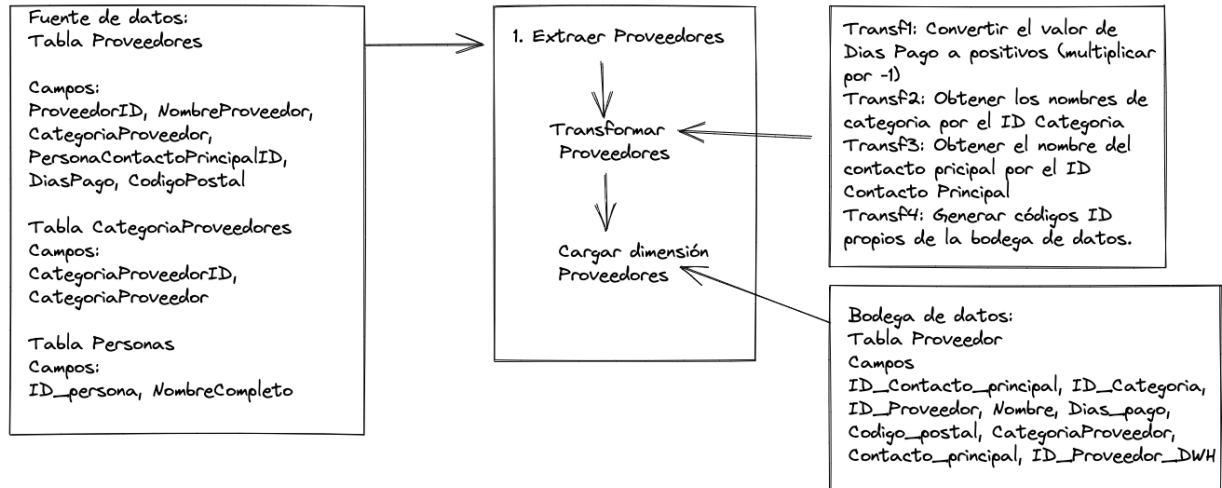 Fuente de datos:
Tabla Proveedores
Campos:
ProveedorID, NombreProveedor,
CategoriaProveedor,
PersonaContactoPrincipalID,
DiasPago, CodigoPostal
Tabla CategoriaProveedores
Campos:
CategoriaProveedorID,
CategoriaProveedor
Tabla Personas
Campos:
ID_persona, NombreCompleto
1. Extraer Proveedores
Transformar
Proveedores
Cargar dimensión
Proveedores
Transf1: Convertir el valor de
Dias Pago a positivos (multiplicar
por -1)
Transf2: Obtener los nombres de
categoria por el ID Categoria
Transf3: Obtener el nombre del
contacto pricipal por el ID
Contacto Principal
Transf4: Generar códigos ID
propios de la bodega de datos.
Bodega de datos:
Tabla Proveedor
Campos
ID_Contacto_principal, ID_Categoria,
ID_Proveedor, Nombre, Dias_pago,
Codigo_postal, CategoriaProveedor,
Contacto_principal, ID_Proveedor_DWH